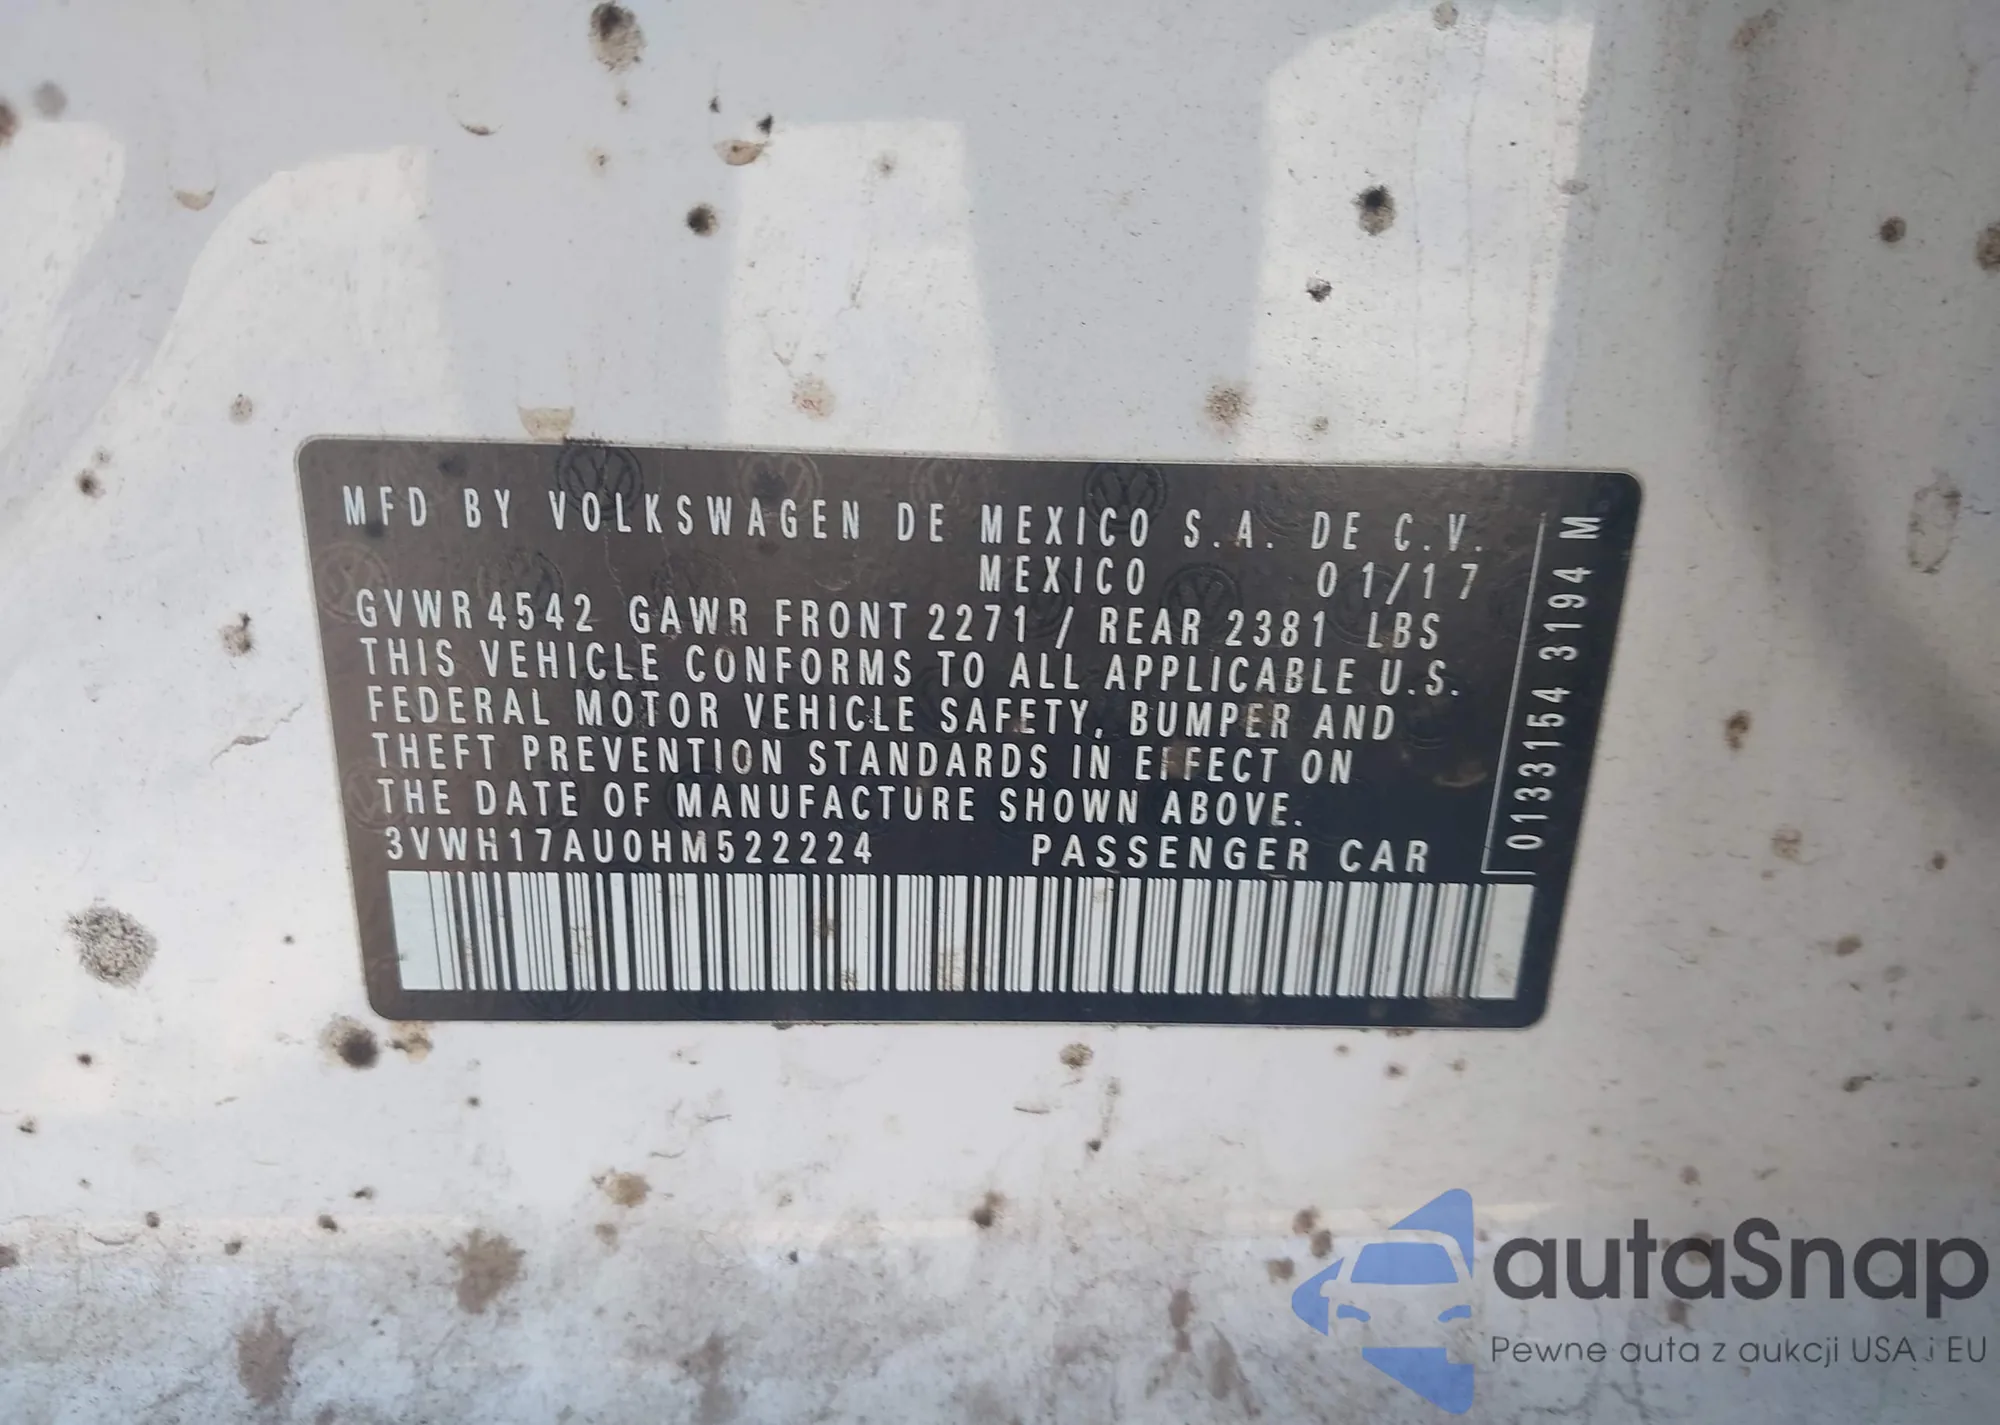 MFD BY VOLKSWAGEN DE MEXICO S.A. DE C.V.
MEXICO 01/17
GVWR 4542 GAWR FRONT 2271 / REAR 2381 LBS
THIS VEHICLE CONFORMS TO ALL APPLICABLE U.S.
FEDERAL MOTOR VEHICLE SAFETY, BUMPER AND
THEFT PREVENTION STANDARDS IN EFFECT ON
THE DATE OF MANUFACTURE SHOWN ABOVE.
3VWH17AU0HM522224 PASSENGER CAR
0133154 3194 M
autaSnap
Pewne auta z aukcji USA i EU